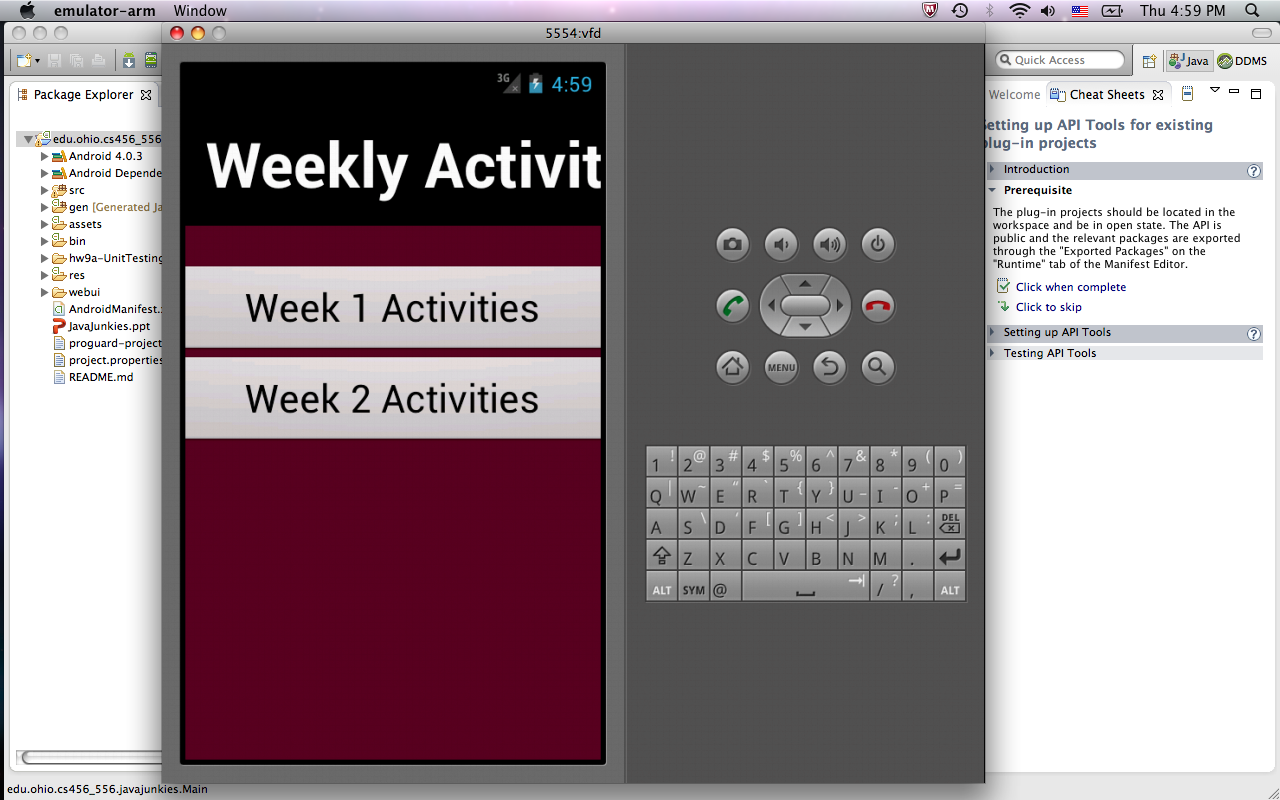 emulator-arm Window Thu 4:59 PM
5554:vfd
Quick Access Java DDMS
Package Explorer
Welcome Cheat Sheets
edu.ohio.cs456_556
Android 4.0.3
Android Depende
src
gen [Generated Ja
assets
bin
hw9a-UnitTesting
res
webui
AndroidManifest.
JavaJunkies.ppt
proguard-project
project.properties
README.md
3G 4:59
Weekly Activit
Week 1 Activities
Week 2 Activities
MENU
1 ! 2 @ 3 # 4 $ 5 % 6 ^ 7 & 8 * 9 ( 0 )
Q | W ~ E “ R ` T { Y } U _ I - O + P =
A S \ D ‘ F [ G ] H < J > K ; L : DEL
Z X C V B N M .
ALT SYM @ / ? , ALT
Setting up API Tools for existing
plug-in projects
Introduction
Prerequisite
The plug-in projects should be located in the
workspace and be in open state. The API is
public and the relevant packages are exported
through the "Exported Packages" on the
"Runtime" tab of the Manifest Editor.
Click when complete
Click to skip
Setting up API Tools
Testing API Tools
edu.ohio.cs456_556.javajunkies.Main